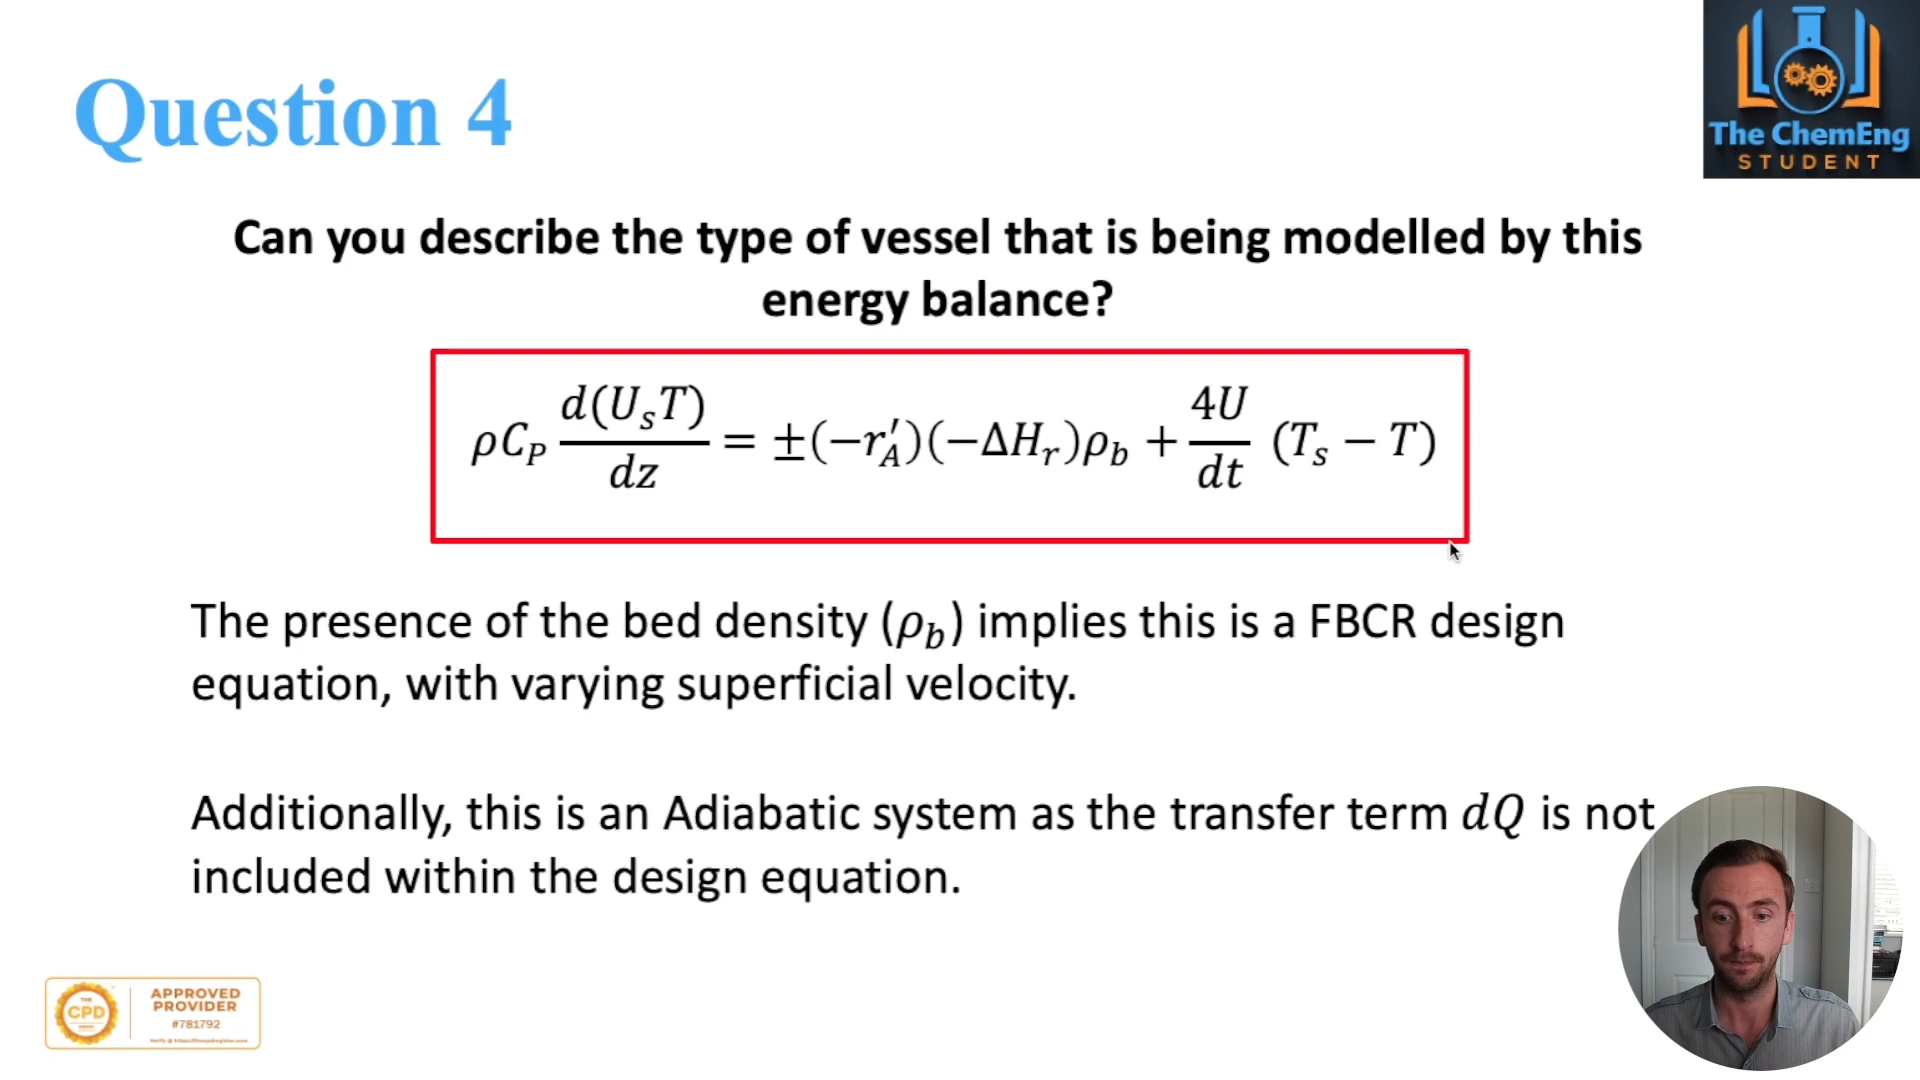 Question 4
The ChemEng
STUDENT
Can you describe the type of vessel that is being modelled by this
energy balance?
ρC_P d(U_sT)/dz = ±(−r′_A)(−ΔH_r)ρ_b + 4U/dt (T_s − T)
The presence of the bed density (ρ_b) implies this is a FBCR design
equation, with varying superficial velocity.
Additionally, this is an Adiabatic system as the transfer term dQ is not
included within the design equation.
THE
CPD
APPROVED
PROVIDER
#781792